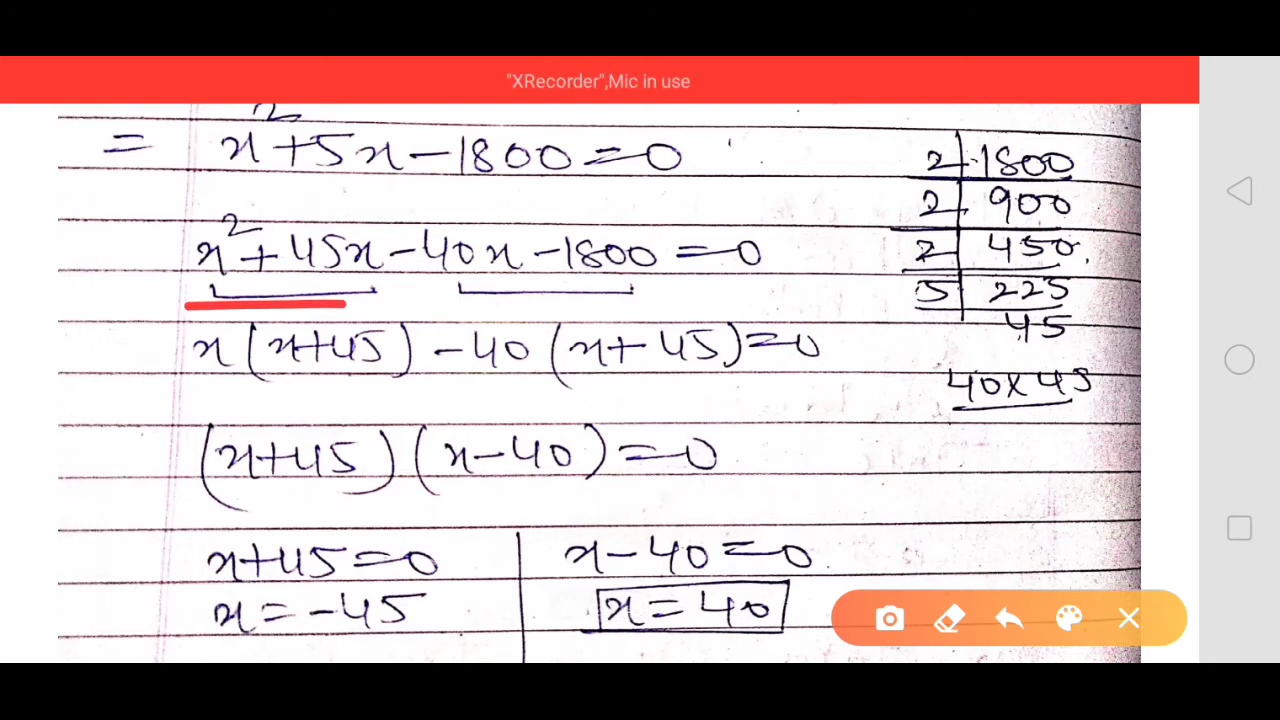 "XRecorder",Mic in use
= x²+5x-1800=0
x²+45x-40x-1800=0
x(x+45)-40(x+45)=0
(x+45)(x-40)=0
x+45=0
x=-45
x-40=0
x=40
2 1800
2 900
2 450
5 225
45
40×45